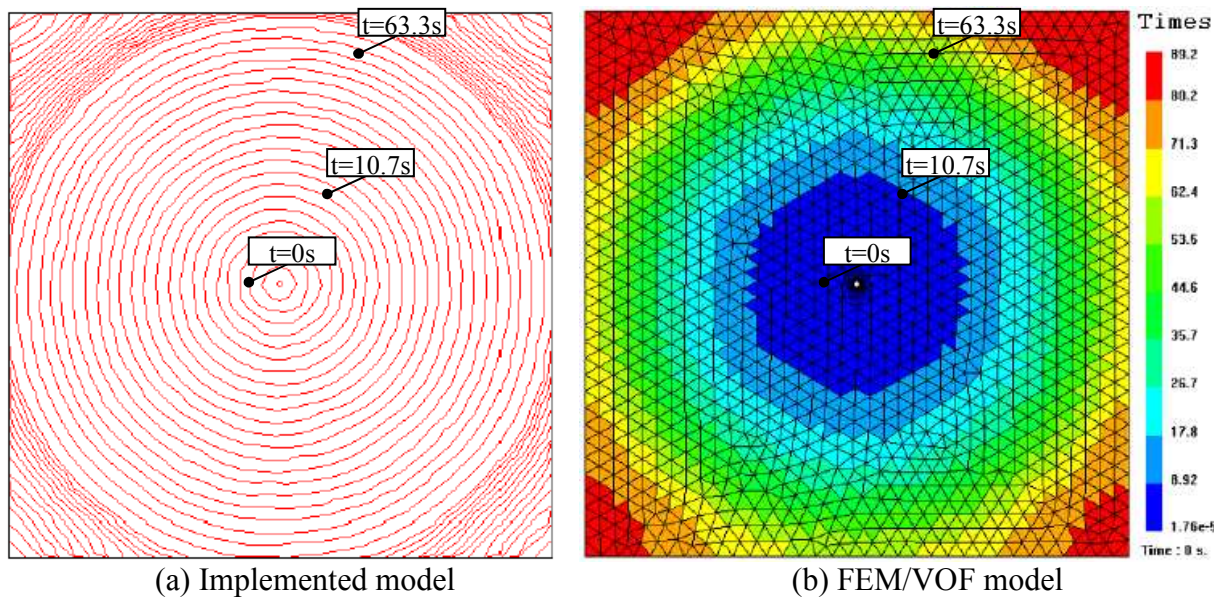 t=63.3s
t=10.7s
t=0s
(a) Implemented model
t=63.3s
t=10.7s
t=0s
(b) FEM/VOF model
Times
89.2
80.2
71.3
62.4
53.5
44.6
35.7
26.7
17.8
8.92
1.76e-5
Time : 0 s.